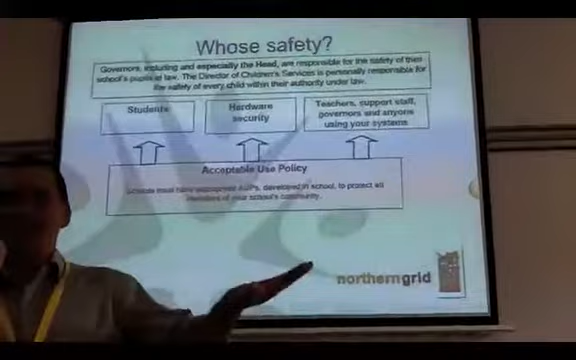 Whose safety?
Governors, including and especially the Head, are responsible for the safety of their
school's pupils at law. The Director of Children's Services is personally responsible for
the safety of every child within their authority under law.
Students
Hardware
security
Teachers, support staff,
governors and anyone
using your systems
Acceptable Use Policy
Schools must have appropriate AUPs, developed in school, to protect all
members of your school's community.
northerngrid